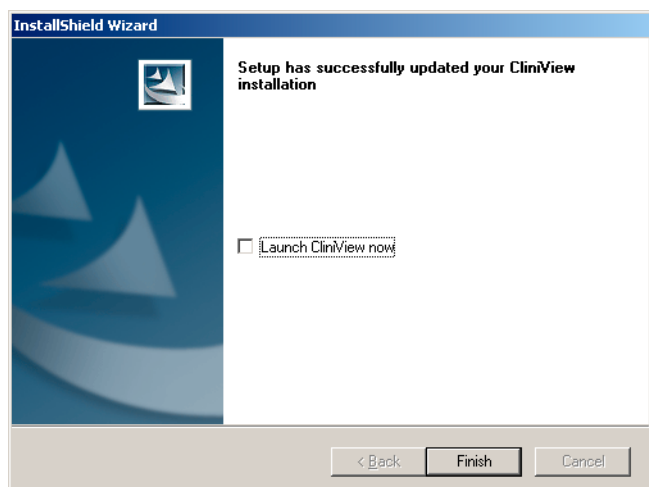 InstallShield Wizard
Setup has successfully updated your CliniView
installation
Launch CliniView now
< Back
Finish
Cancel